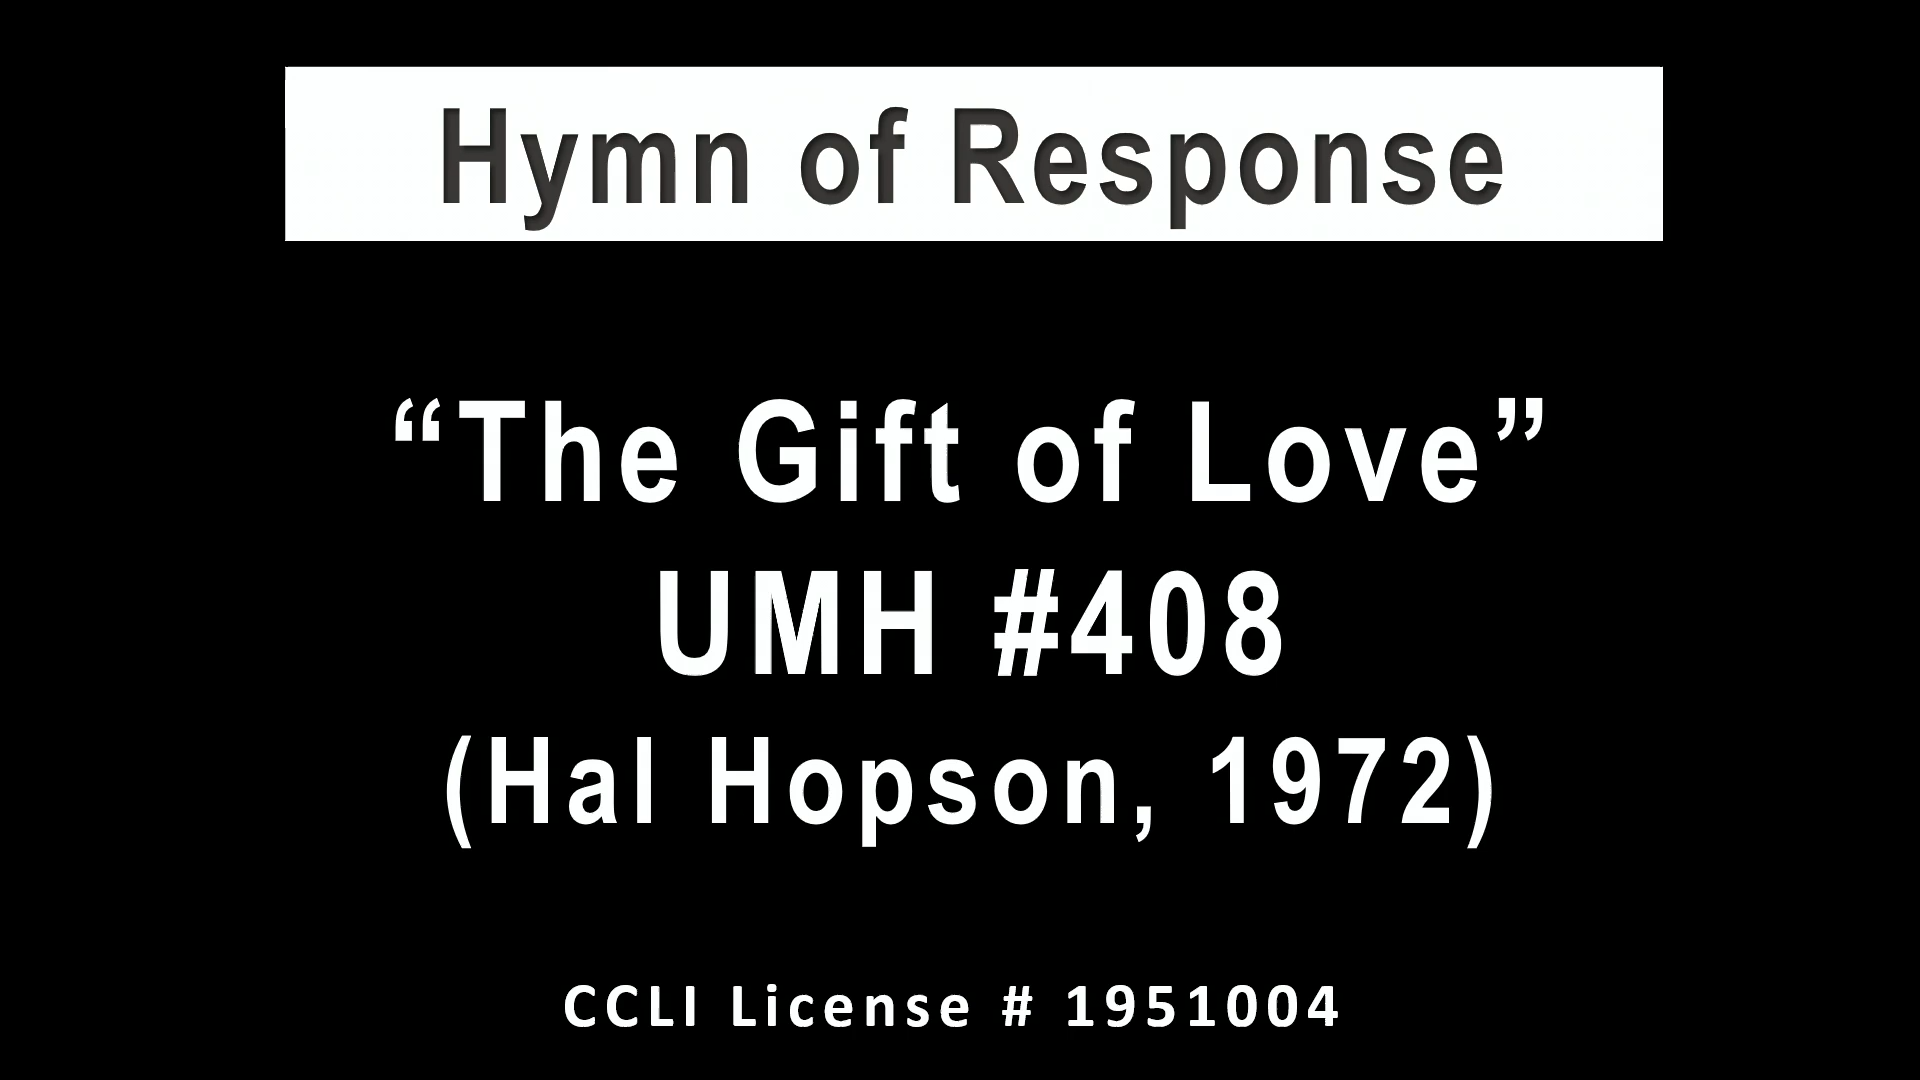 Hymn of Response
“The Gift of Love”
UMH #408
(Hal Hopson, 1972)
CCLI License # 1951004